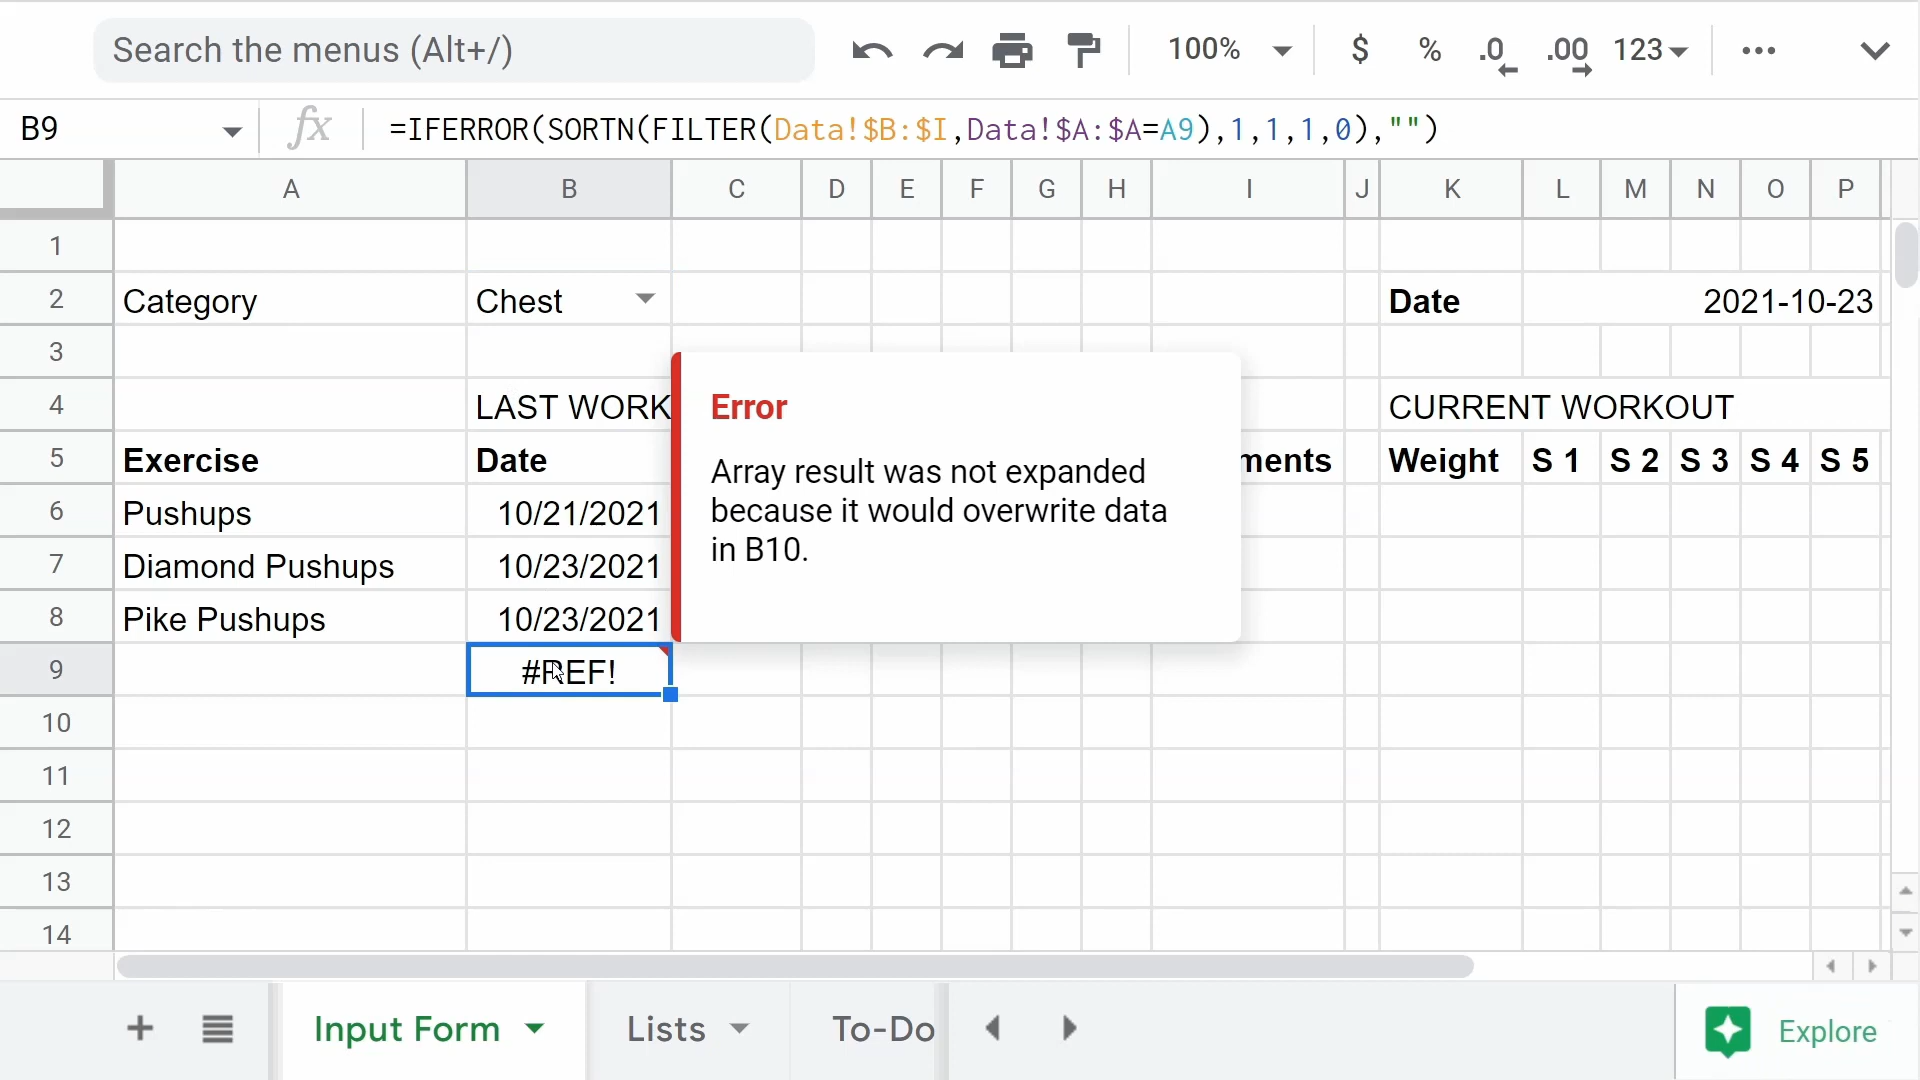 Search the menus (Alt+/)
100%
$ % .0 .00 123
B9
fx
=IFERROR(SORTN(FILTER(Data!$B:$I,Data!$A:$A=A9),1,1,1,0),"")
A B C D E F G H I J K L M N O P
1
2 Category Chest Date 2021-10-23
3
4 LAST WORK CURRENT WORKOUT
5 Exercise Date ments Weight S 1 S 2 S 3 S 4 S 5
6 Pushups 10/21/2021
7 Diamond Pushups 10/23/2021
8 Pike Pushups 10/23/2021
9 #REF!
10
11
12
13
14
Error
Array result was not expanded
because it would overwrite data
in B10.
Input Form Lists To-Do Explore